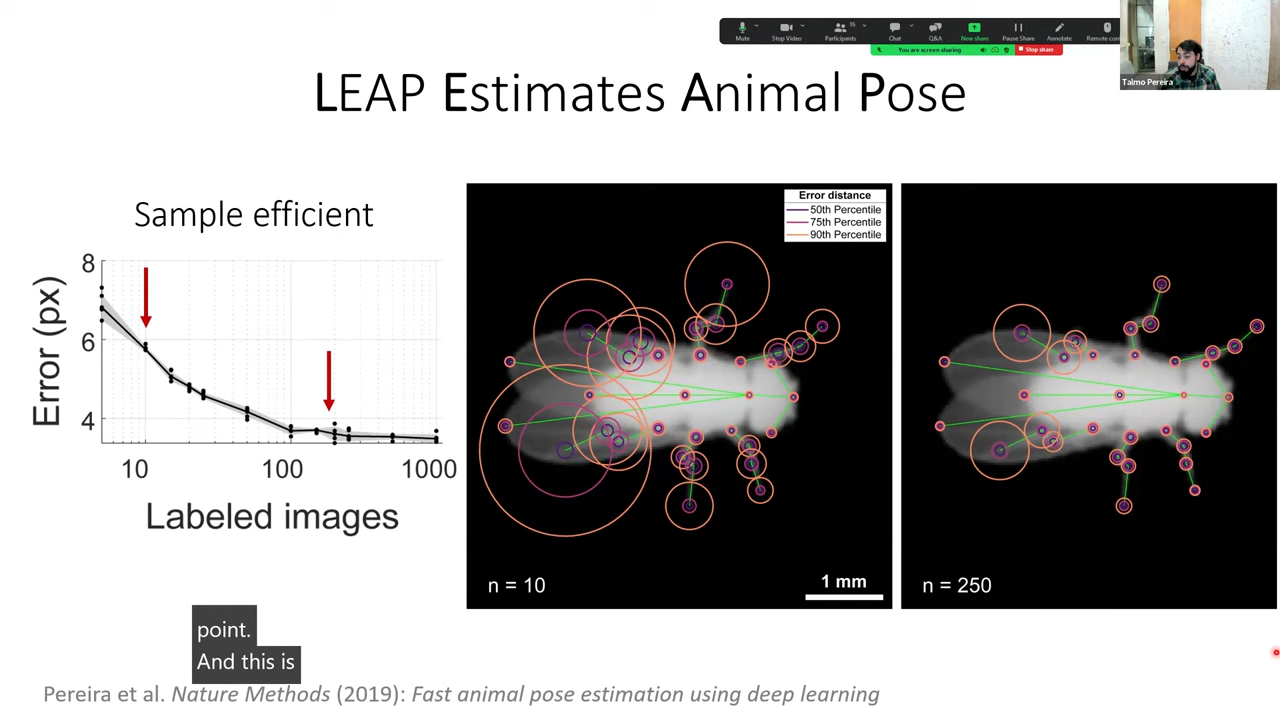 Mute
Stop Video
Participants
16
Chat
Q&A
New share
Pause Share
Annotate
Remote con
You are screen sharing
Stop share
Talmo Pereira
LEAP Estimates Animal Pose
Sample efficient
8
6
4
Error (px)
10
100
1000
Labeled images
Error distance
50th Percentile
75th Percentile
90th Percentile
n = 10
1 mm
n = 250
point.
And this is
Pereira et al. Nature Methods (2019): Fast animal pose estimation using deep learning